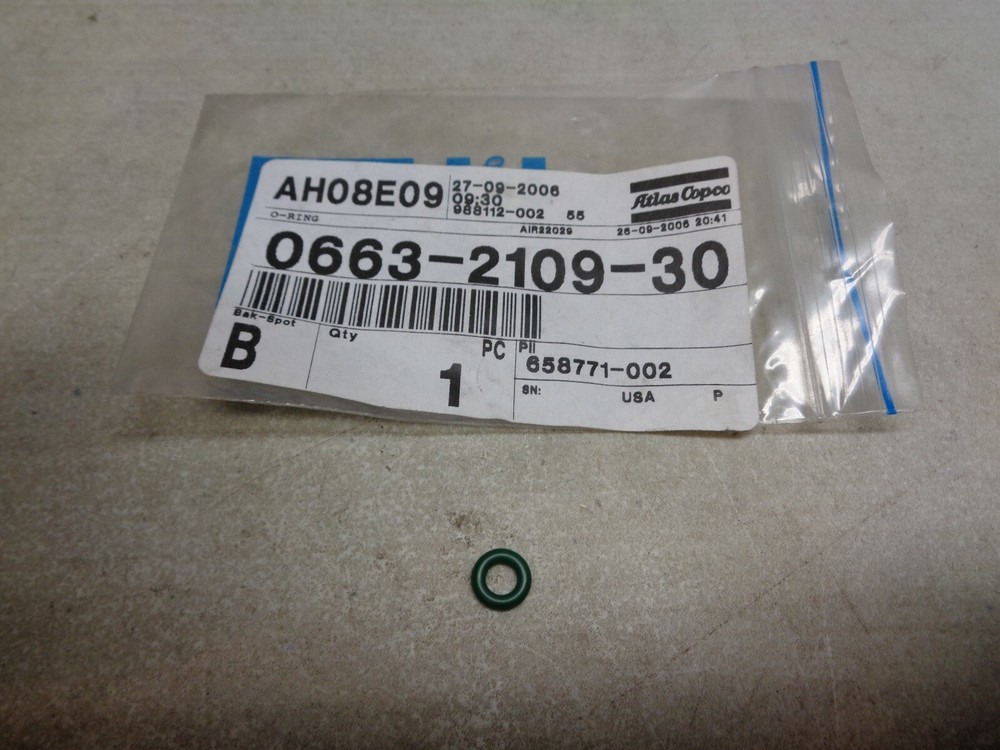 AH08E09
27-09-2006
09:30
988112-002 55
Atlas Copco
O-RING
AIR22029
26-09-2006 20:41
0663-2109-30
Bak-Spot
B
Qty
1
PC
PII
658771-002
SN:
USA
P